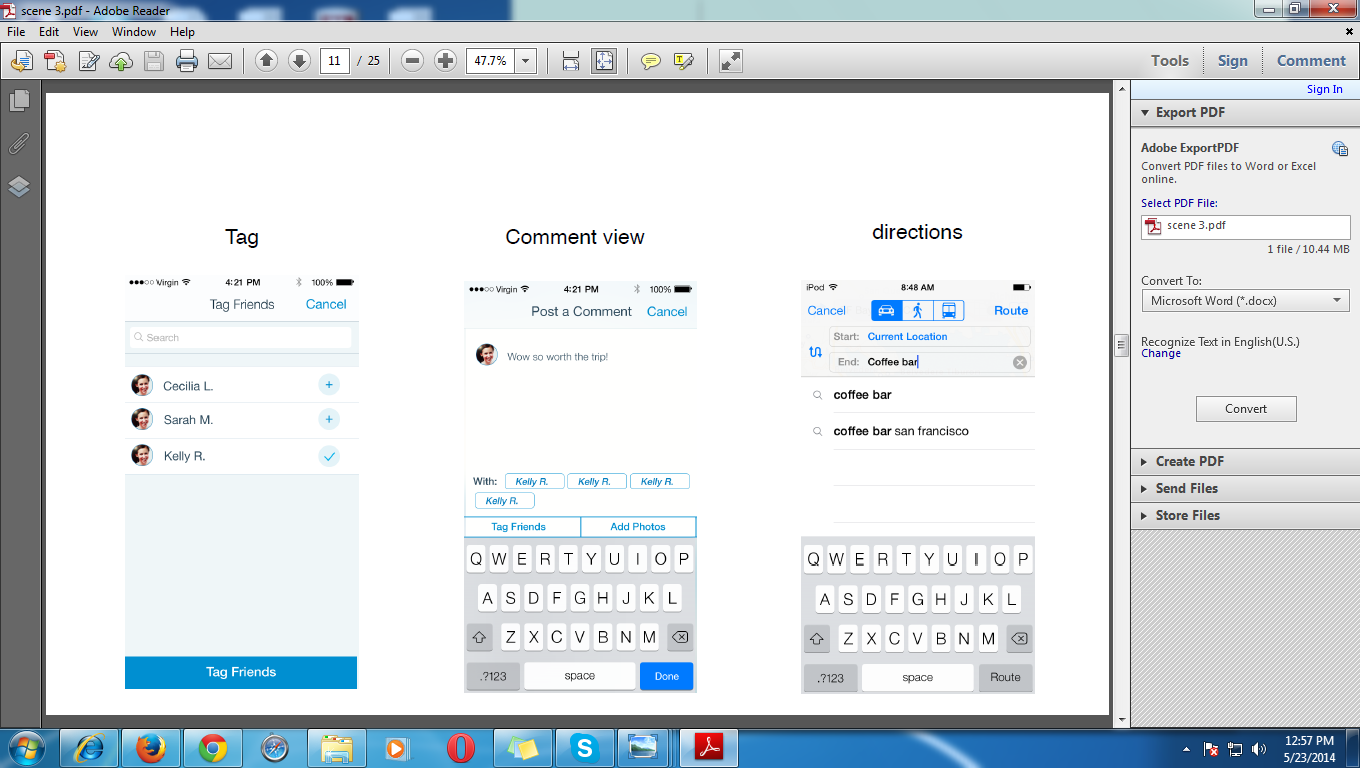 scene 3.pdf - Adobe Reader
File Edit View Window Help
11 / 25 47.7% Tools Sign Comment
Sign In
Export PDF
Adobe ExportPDF
Convert PDF files to Word or Excel
online.
Select PDF File:
scene 3.pdf
1 file / 10.44 MB
Convert To:
Microsoft Word (*.docx)
Recognize Text in English(U.S.)
Change
Convert
Create PDF
Send Files
Store Files
Tag
Virgin 4:21 PM 100%
Tag Friends Cancel
Search
Cecilia L.
Sarah M.
Kelly R.
Tag Friends
Comment view
Virgin 4:21 PM 100%
Post a Comment Cancel
Wow so worth the trip!
With: Kelly R. Kelly R. Kelly R.
Kelly R.
Tag Friends Add Photos
Q W E R T Y U I O P
A S D F G H J K L
Z X C V B N M
.?123 space Done
directions
iPod 8:48 AM
Cancel Route
Start: Current Location
End: Coffee bar
coffee bar
coffee bar san francisco
Q W E R T Y U I O P
A S D F G H J K L
Z X C V B N M
.?123 space Route
12:57 PM
5/23/2014